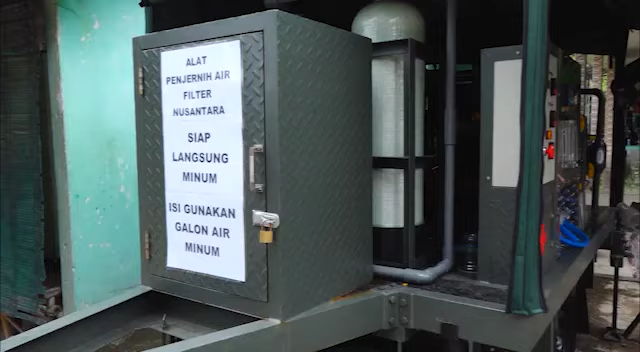 ALAT
PENJERNIH AIR
FILTER
NUSANTARA
SIAP
LANGSUNG
MINUM
ISI GUNAKAN
GALON AIR
MINUM